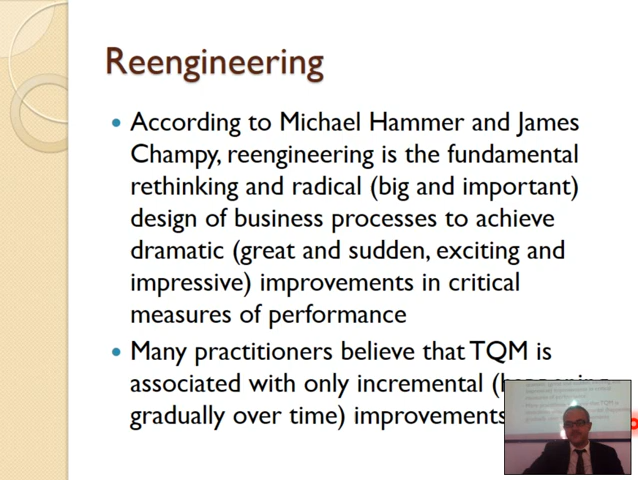 Reengineering
According to Michael Hammer and James
Champy, reengineering is the fundamental
rethinking and radical (big and important)
design of business processes to achieve
dramatic (great and sudden, exciting and
impressive) improvements in critical
measures of performance
Many practitioners believe that TQM is
associated with only incremental (happening
gradually over time) improvements